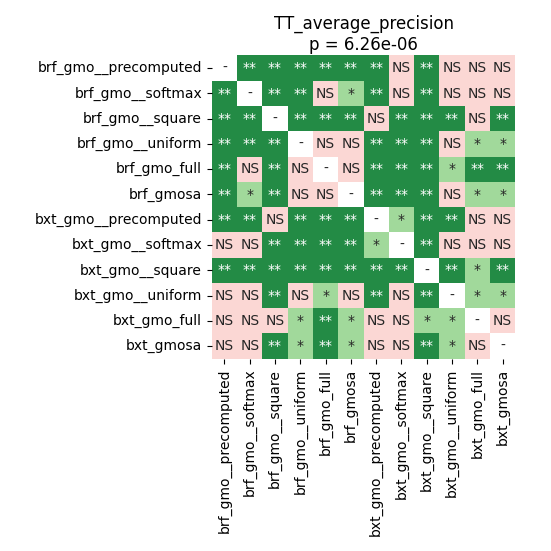 TT_average_precision
p = 6.26e-06
brf_gmo__precomputed - ** ** ** ** ** ** NS ** NS NS NS
brf_gmo__softmax ** - ** ** NS * ** NS ** NS NS NS
brf_gmo__square ** ** - ** ** ** NS ** ** ** NS **
brf_gmo__uniform ** ** ** - NS NS ** ** ** NS * *
brf_gmo_full ** NS ** NS - NS ** ** ** * ** **
brf_gmosa ** * ** NS NS - ** ** ** NS * *
bxt_gmo__precomputed ** ** NS ** ** ** - * ** ** NS NS
bxt_gmo__softmax NS NS ** ** ** ** * - ** NS NS NS
bxt_gmo__square ** ** ** ** ** ** ** ** - ** * **
bxt_gmo__uniform NS NS ** NS * NS ** NS ** - * *
bxt_gmo_full NS NS NS * ** * NS NS * * - NS
bxt_gmosa NS NS ** * ** * NS NS ** * NS -
brf_gmo__precomputed
brf_gmo__softmax
brf_gmo__square
brf_gmo__uniform
brf_gmo_full
brf_gmosa
bxt_gmo__precomputed
bxt_gmo__softmax
bxt_gmo__square
bxt_gmo__uniform
bxt_gmo_full
bxt_gmosa